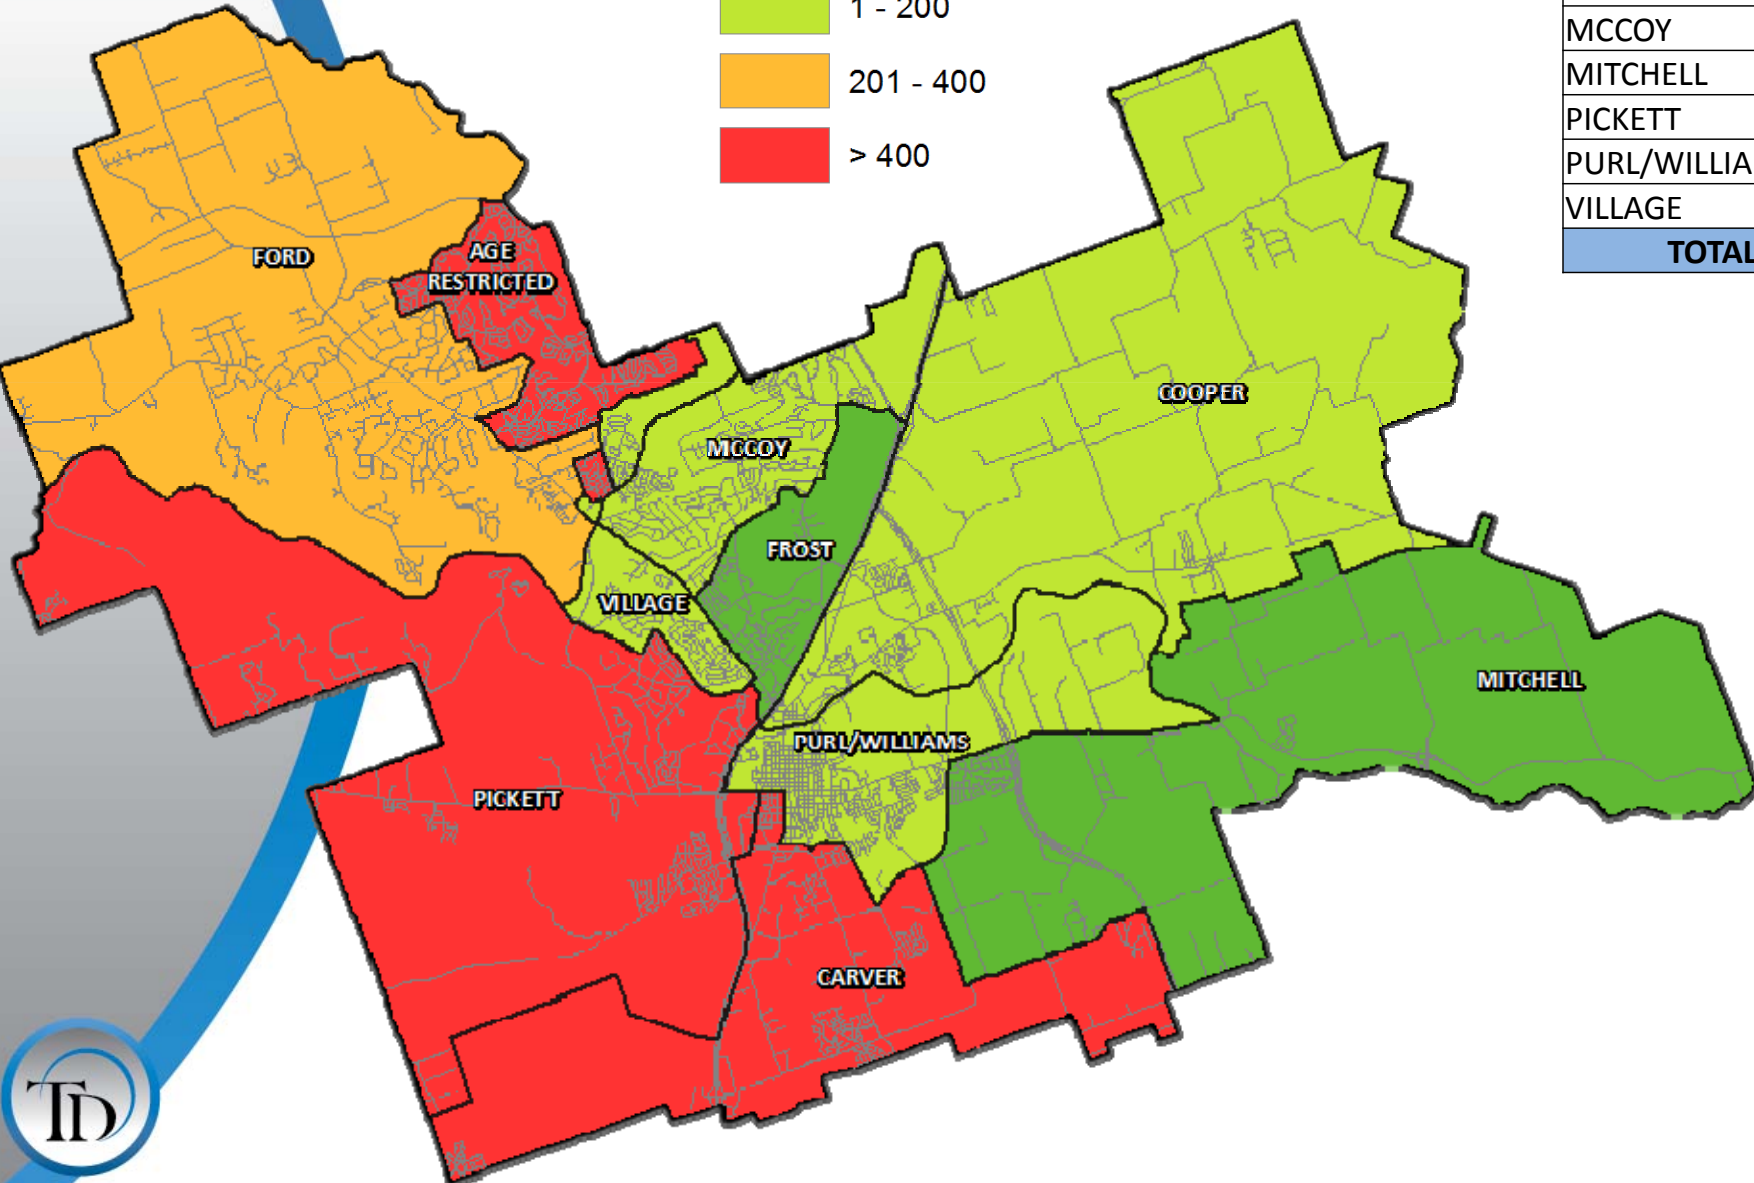 1 - 200
201 - 400
> 400
MCCOY
MITCHELL
PICKETT
PURL/WILLIA
VILLAGE
TOTAL
FORD
AGE
RESTRICTED
COOPER
MCCOY
FROST
VILLAGE
MITCHELL
PURL/WILLIAMS
PICKETT
CARVER
TD